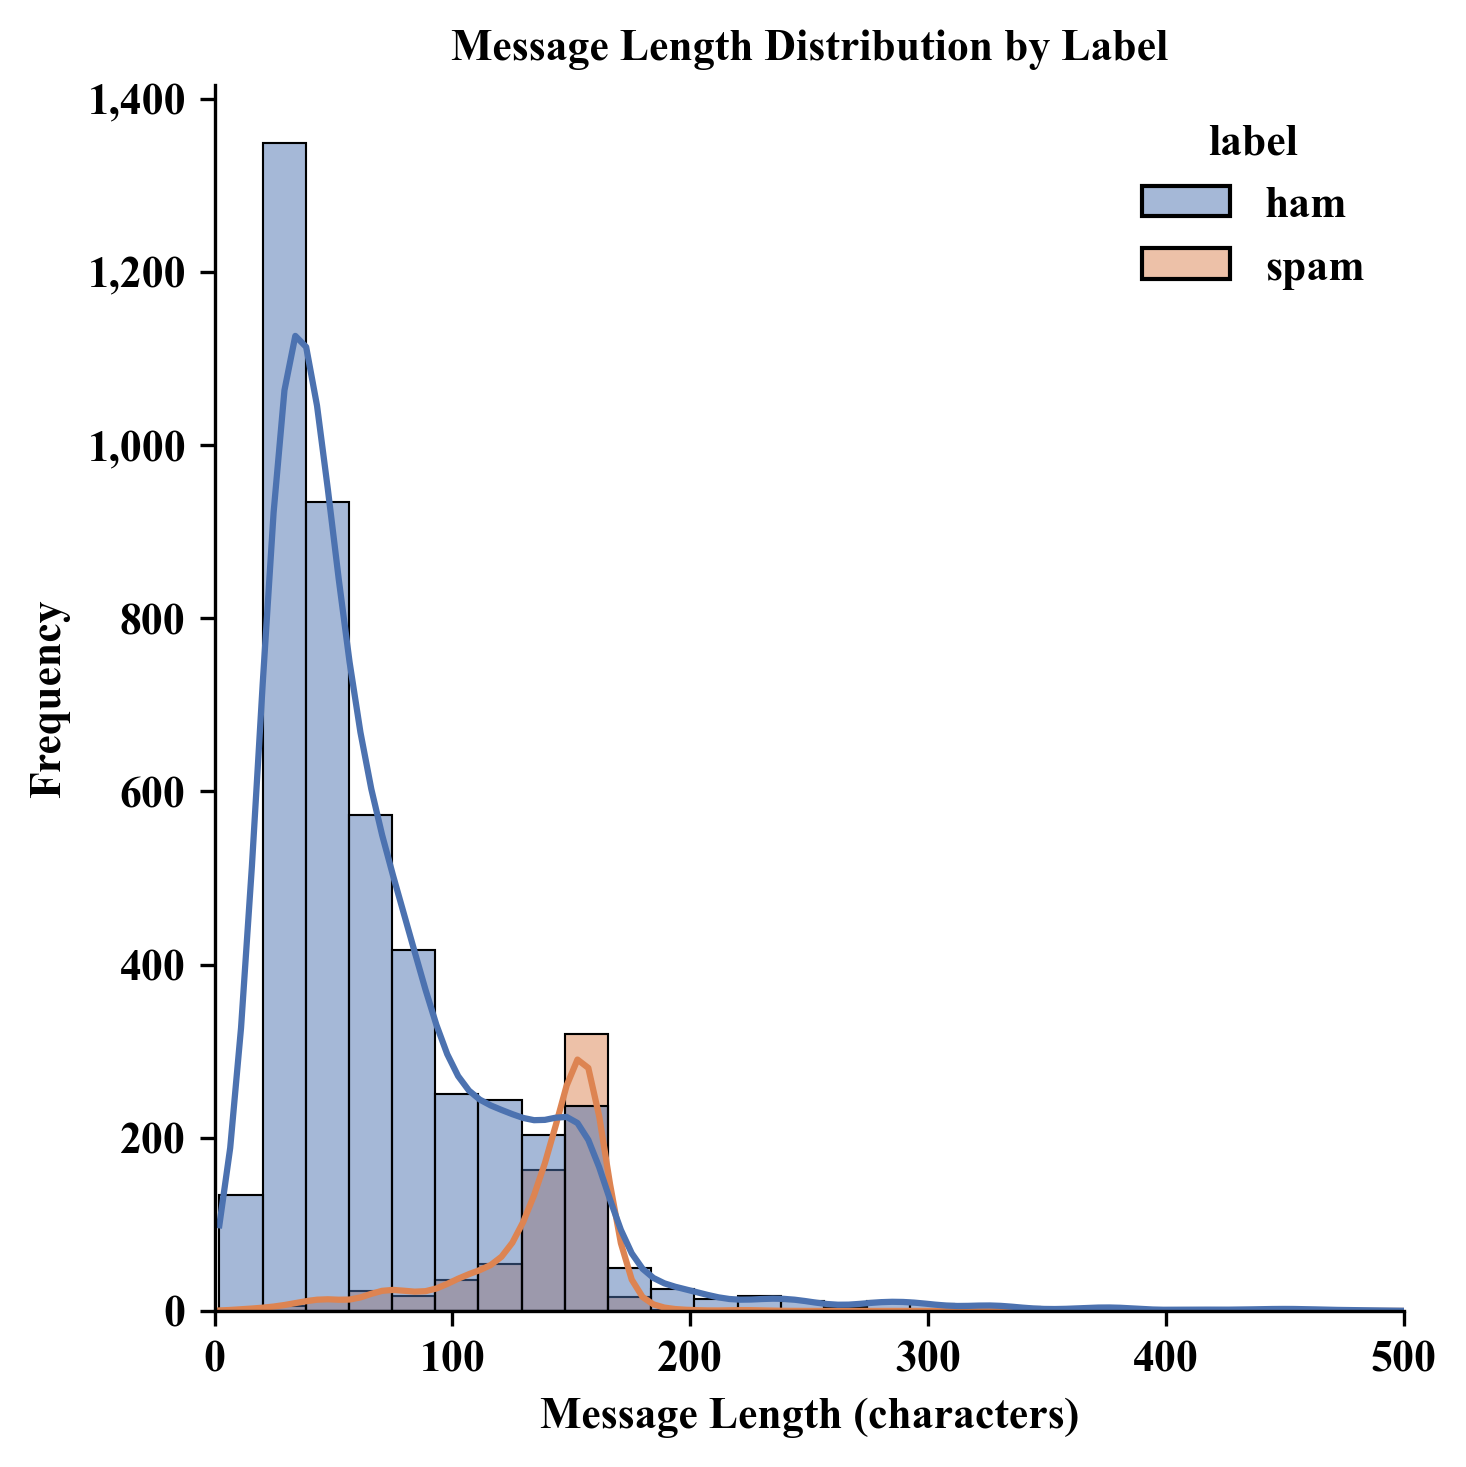 Message Length Distribution by Label
label
ham
spam
1,400
1,200
1,000
800
600
400
200
0
Frequency
0 100 200 300 400 500
Message Length (characters)